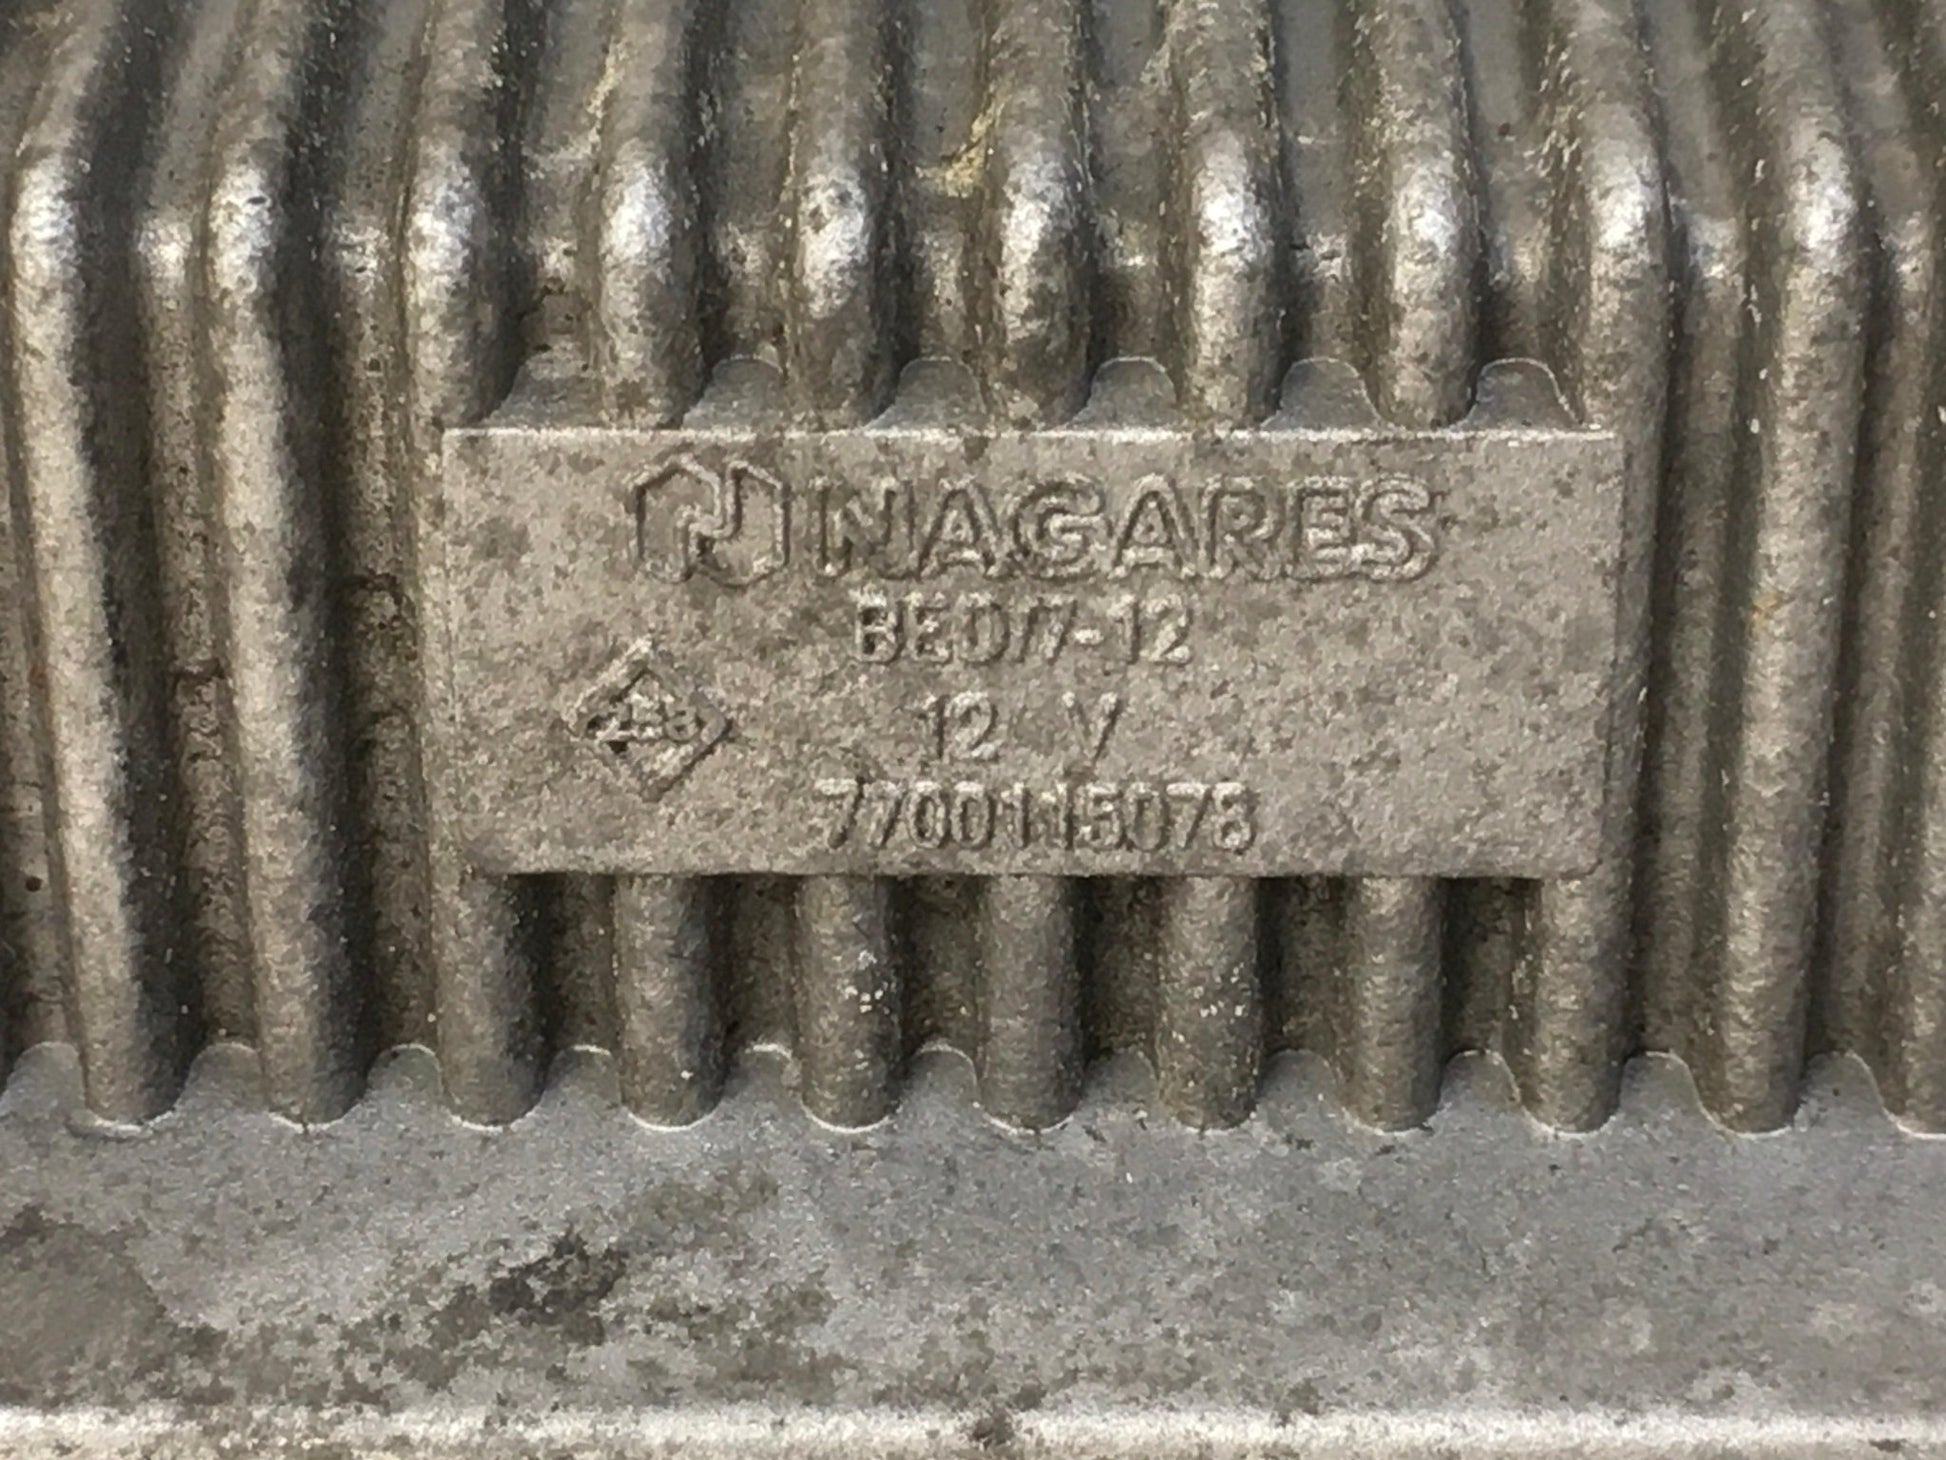 NAGARES
BED/7-12
12 V
7700115078